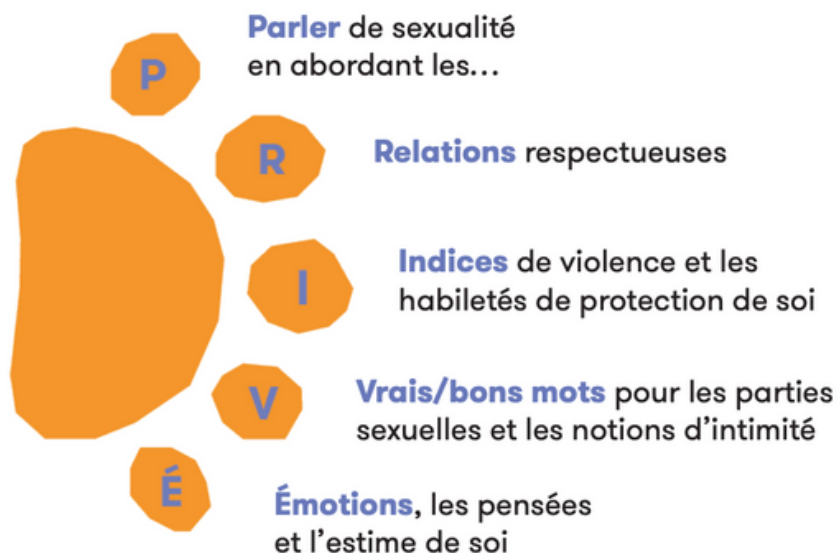 P
Parler de sexualité
en abordant les...
R
Relations respectueuses
I
Indices de violence et les
habiletés de protection de soi
V
Vrais/bons mots pour les parties
sexuelles et les notions d'intimité
É
Émotions, les pensées
et l'estime de soi